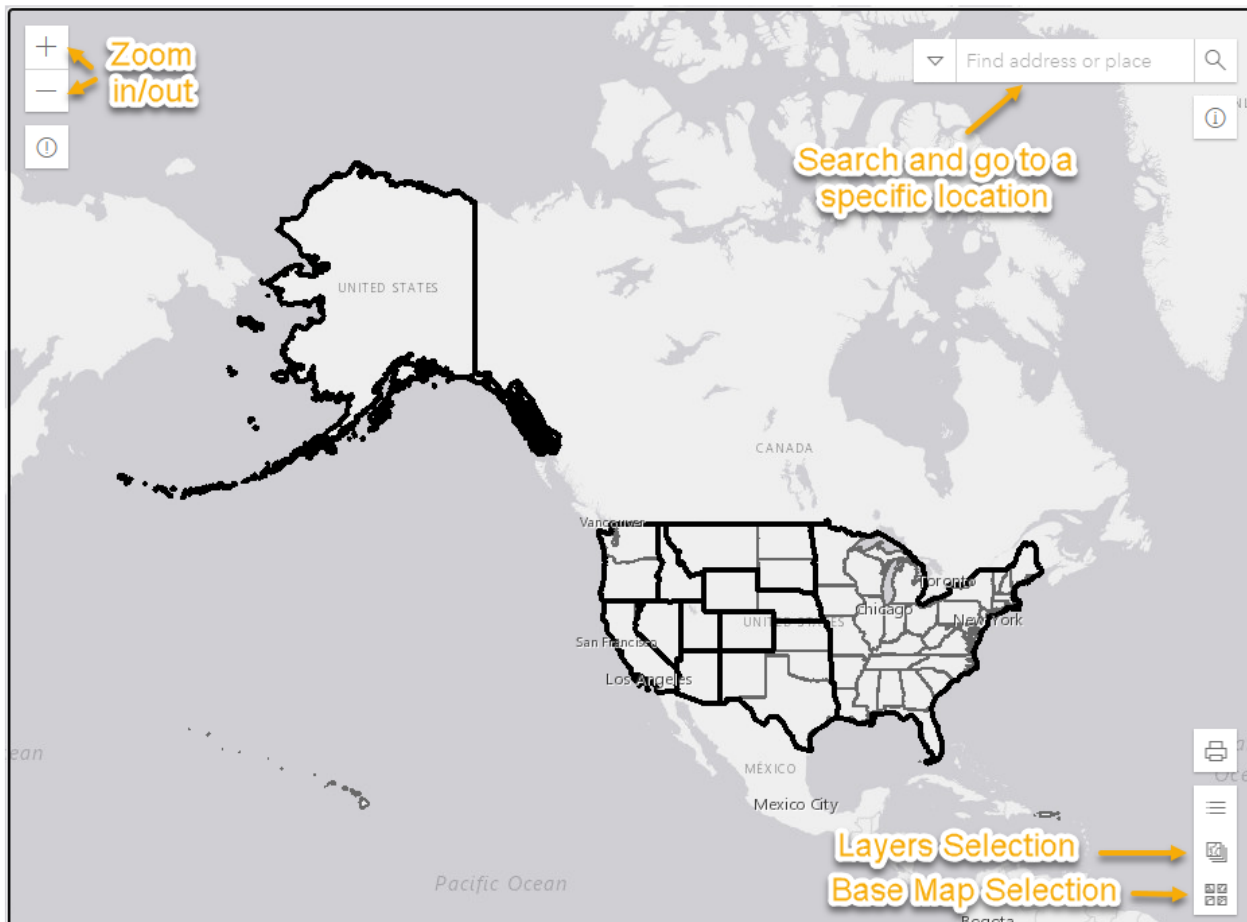 Zoom
in/out
Find address or place
Search and go to a
specific location
UNITED STATES
CANADA
Vancouver
Toronto
Chicago
UNITED STATES
New York
San Francisco
Los Angeles
MÉXICO
Mexico City
Layers Selection
Pacific Ocean
Base Map Selection
Bogota